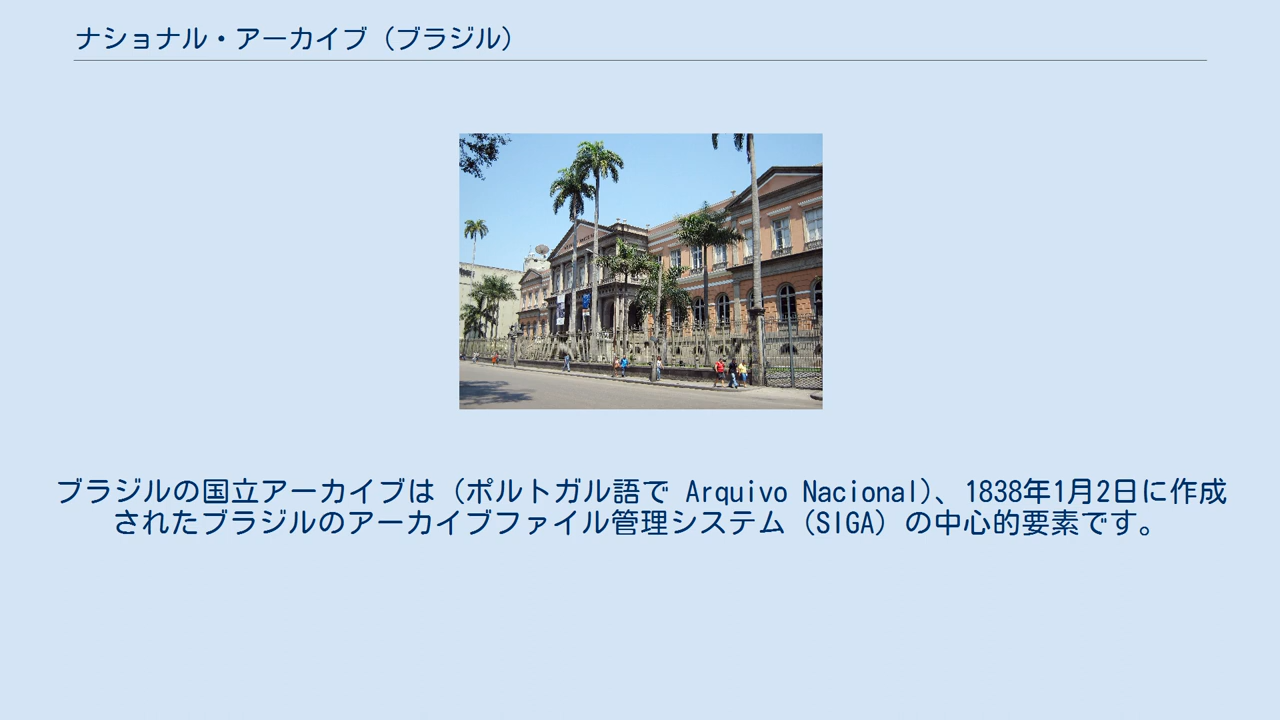 ナショナル・アーカイブ（ブラジル）
ブラジルの国立アーカイブは（ポルトガル語で Arquivo Nacional）、1838年1月2日に作成
されたブラジルのアーカイブファイル管理システム（SIGA）の中心的要素です。